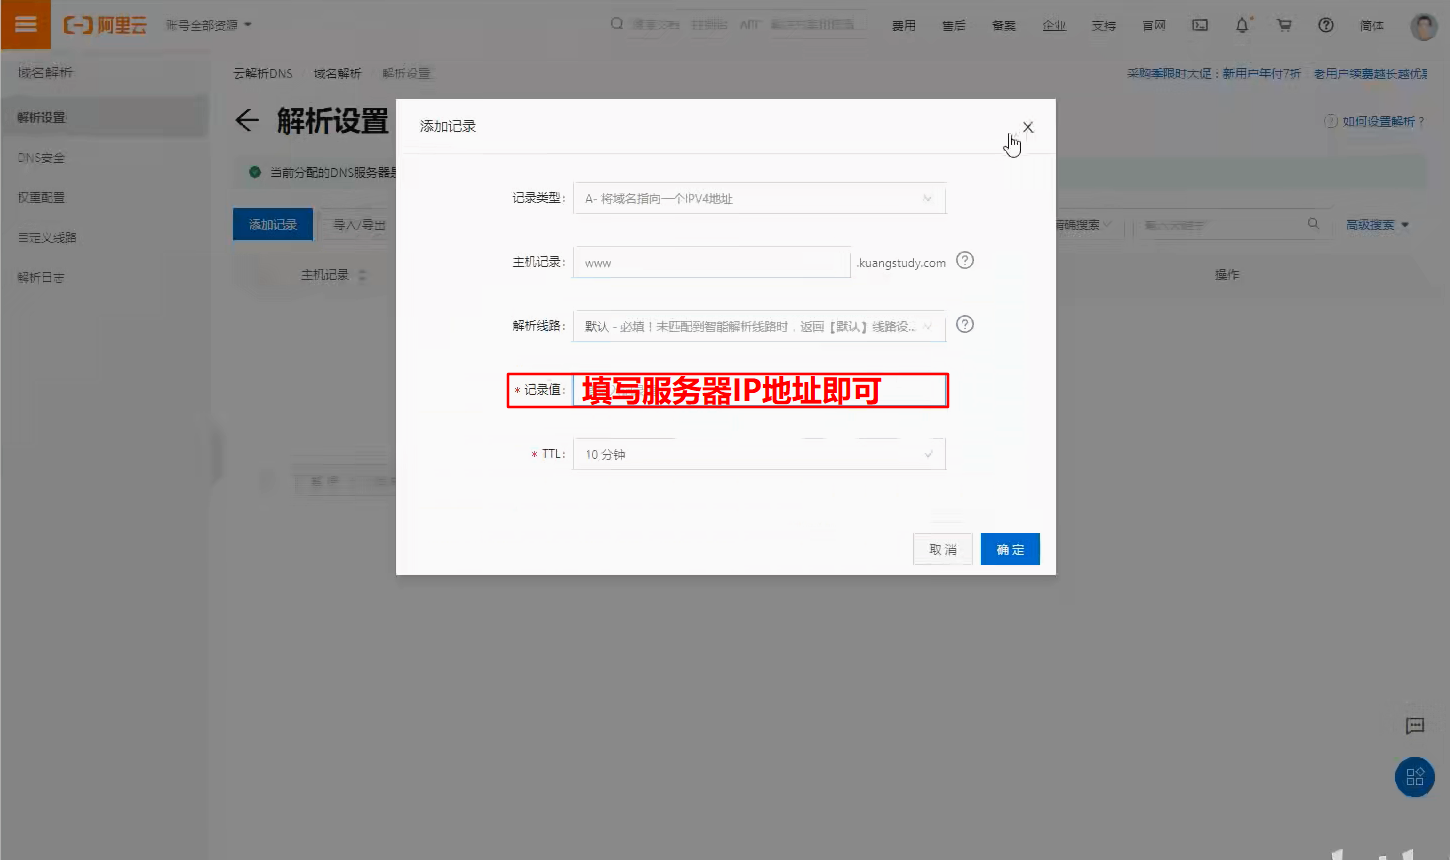 阿里云 账号全部资源
费用 售后 备案 企业 支持 官网 简体
域名解析
解析设置
DNS安全
权重配置
自定义线路
解析日志
云解析DNS 域名解析 解析设置
采购季限时大促：新用户年付7折 老用户续费越长越优惠
解析设置
如何设置解析？
当前分配的DNS服务器是
添加记录 导入/导出
精确搜索 高级搜索
主机记录 操作
添加记录
记录类型: A- 将域名指向一个IPV4地址
主机记录: www .kuangstudy.com
解析线路: 默认 - 必填！未匹配到智能解析线路时，返回【默认】线路设...
* 记录值: 填写服务器IP地址即可
* TTL: 10 分钟
取消 确定